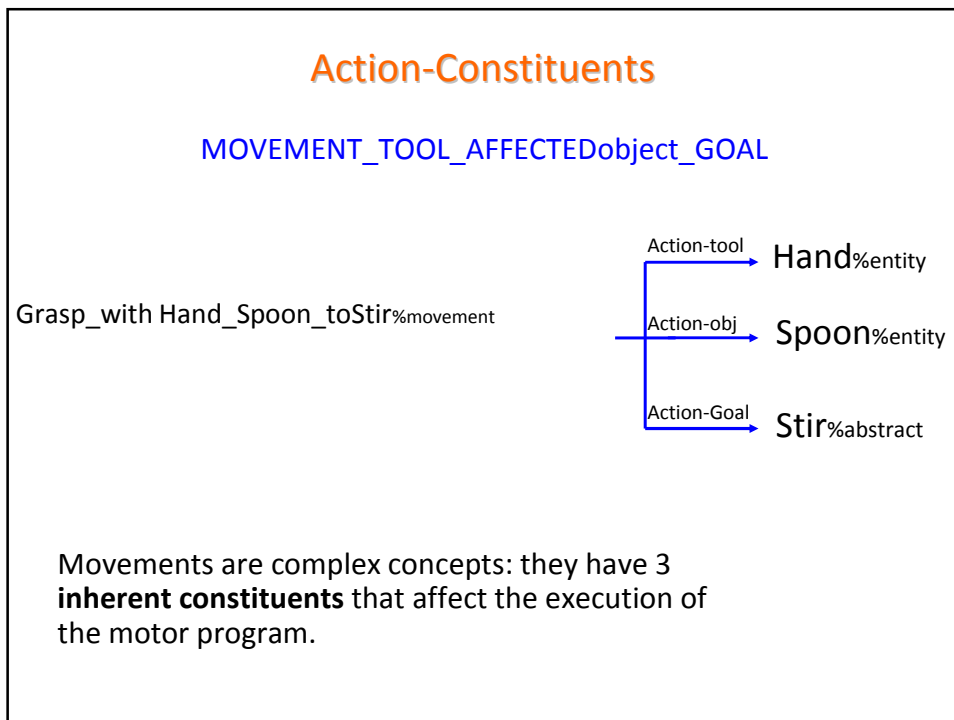 Action-Constituents
MOVEMENT_TOOL_AFFECTEDobject_GOAL
Action-tool
Hand%entity
Grasp_with Hand_Spoon_toStir%movement
Action-obj
Spoon%entity
Action-Goal
Stir%abstract
Movements are complex concepts: they have 3
inherent constituents that affect the execution of
the motor program.